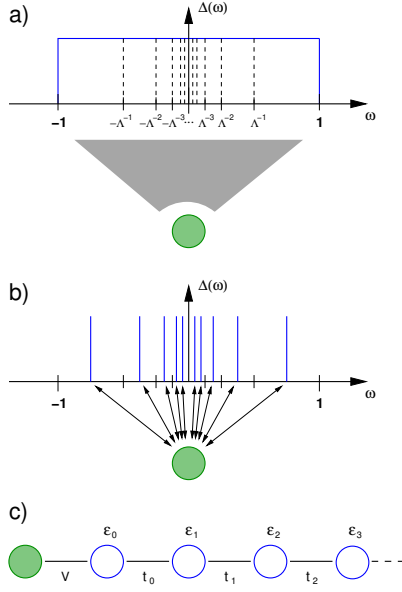 a)
Δ(ω)
−1 −Λ⁻¹ −Λ⁻² −Λ⁻³ ... Λ⁻³ Λ⁻² Λ⁻¹ 1 ω
b)
Δ(ω)
−1 1 ω
c)
ε₀ ε₁ ε₂ ε₃
V t₀ t₁ t₂